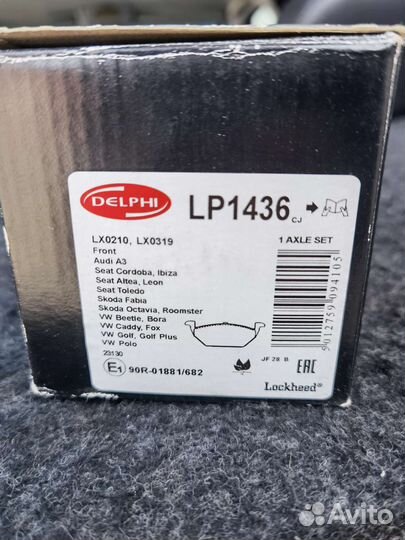 DELPHI
LP1436 CJ
LX0210, LX0319
1 AXLE SET
Front
Audi A3
Seat Cordoba, Ibiza
Seat Altea, Leon
Seat Toledo
Skoda Fabia
Skoda Octavia, Roomster
VW Beetle, Bora
VW Caddy, Fox
VW Golf, Golf Plus
VW Polo
23130
E1 90R-01881/682
JF 28 B
EAC
Lockheed®
5012759094105
Avito